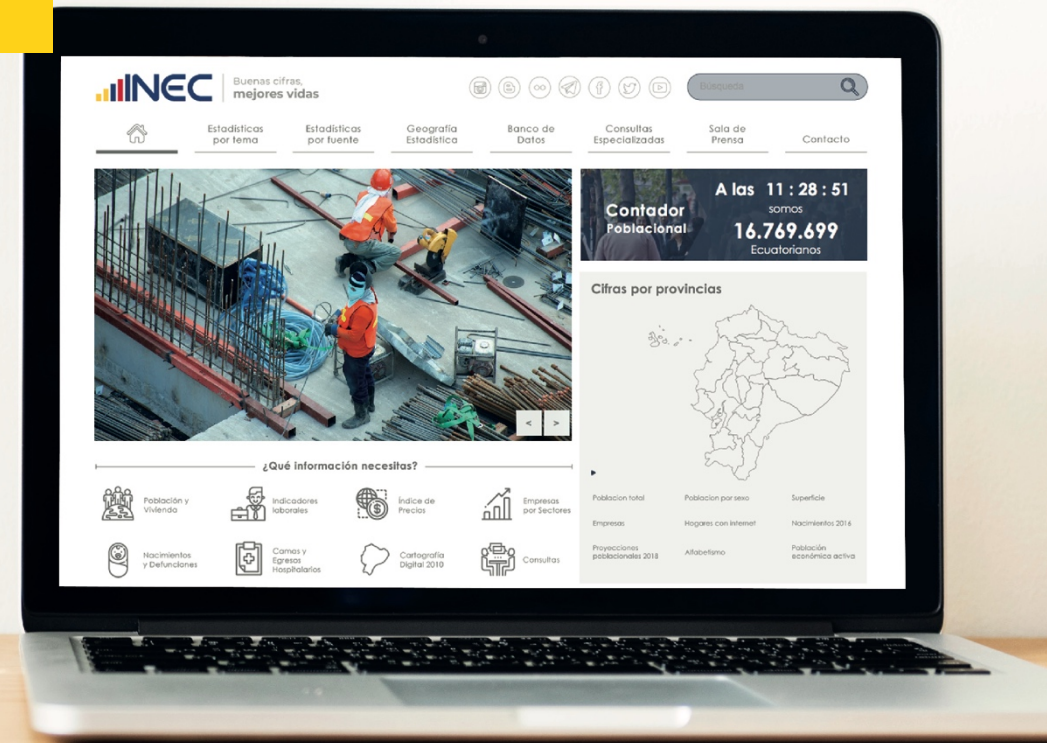 INEC
Buenas cifras,
mejores vidas
Búsqueda
Estadísticas
por tema
Estadísticas
por fuente
Geografía
Estadística
Banco de
Datos
Consultas
Especializadas
Sala de
Prensa
Contacto
Contador
Poblacional
A las 11 : 28 : 51
somos
16.769.699
Ecuatorianos
Cifras por provincias
< >
¿Qué información necesitas?
Población y
Vivienda
Indicadores
laborales
Índice de
Precios
Empresas
por Sectores
Nacimientos
y Defunciones
Camas y
Egresos
Hospitalarios
Cartografía
Digital 2010
Consultas
Poblacion total
Poblacion por sexo
Superficie
Empresas
Hogares con internet
Nacimientos 2016
Proyecciones
poblacionales 2018
Alfabetismo
Población
económica activa